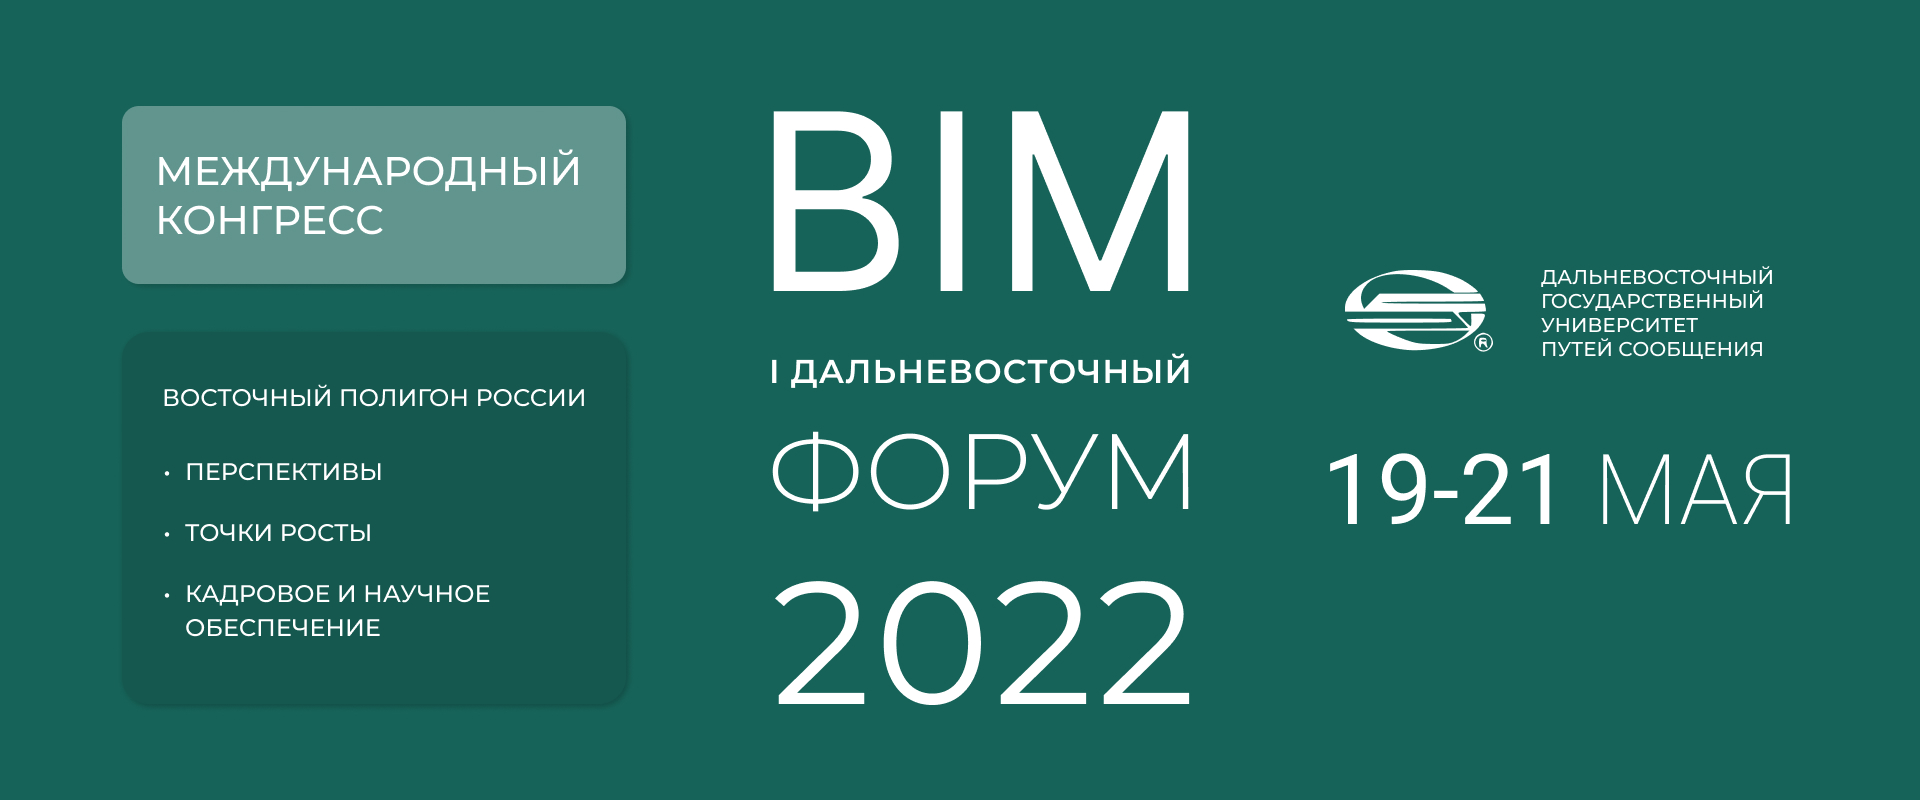 МЕЖДУНАРОДНЫЙ
КОНГРЕСС
ВОСТОЧНЫЙ ПОЛИГОН РОССИИ
• ПЕРСПЕКТИВЫ
• ТОЧКИ РОСТЫ
• КАДРОВОЕ И НАУЧНОЕ
ОБЕСПЕЧЕНИЕ
BIM
I ДАЛЬНЕВОСТОЧНЫЙ
ФОРУМ
2022
®
ДАЛЬНЕВОСТОЧНЫЙ
ГОСУДАРСТВЕННЫЙ
УНИВЕРСИТЕТ
ПУТЕЙ СООБЩЕНИЯ
19-21 МАЯ